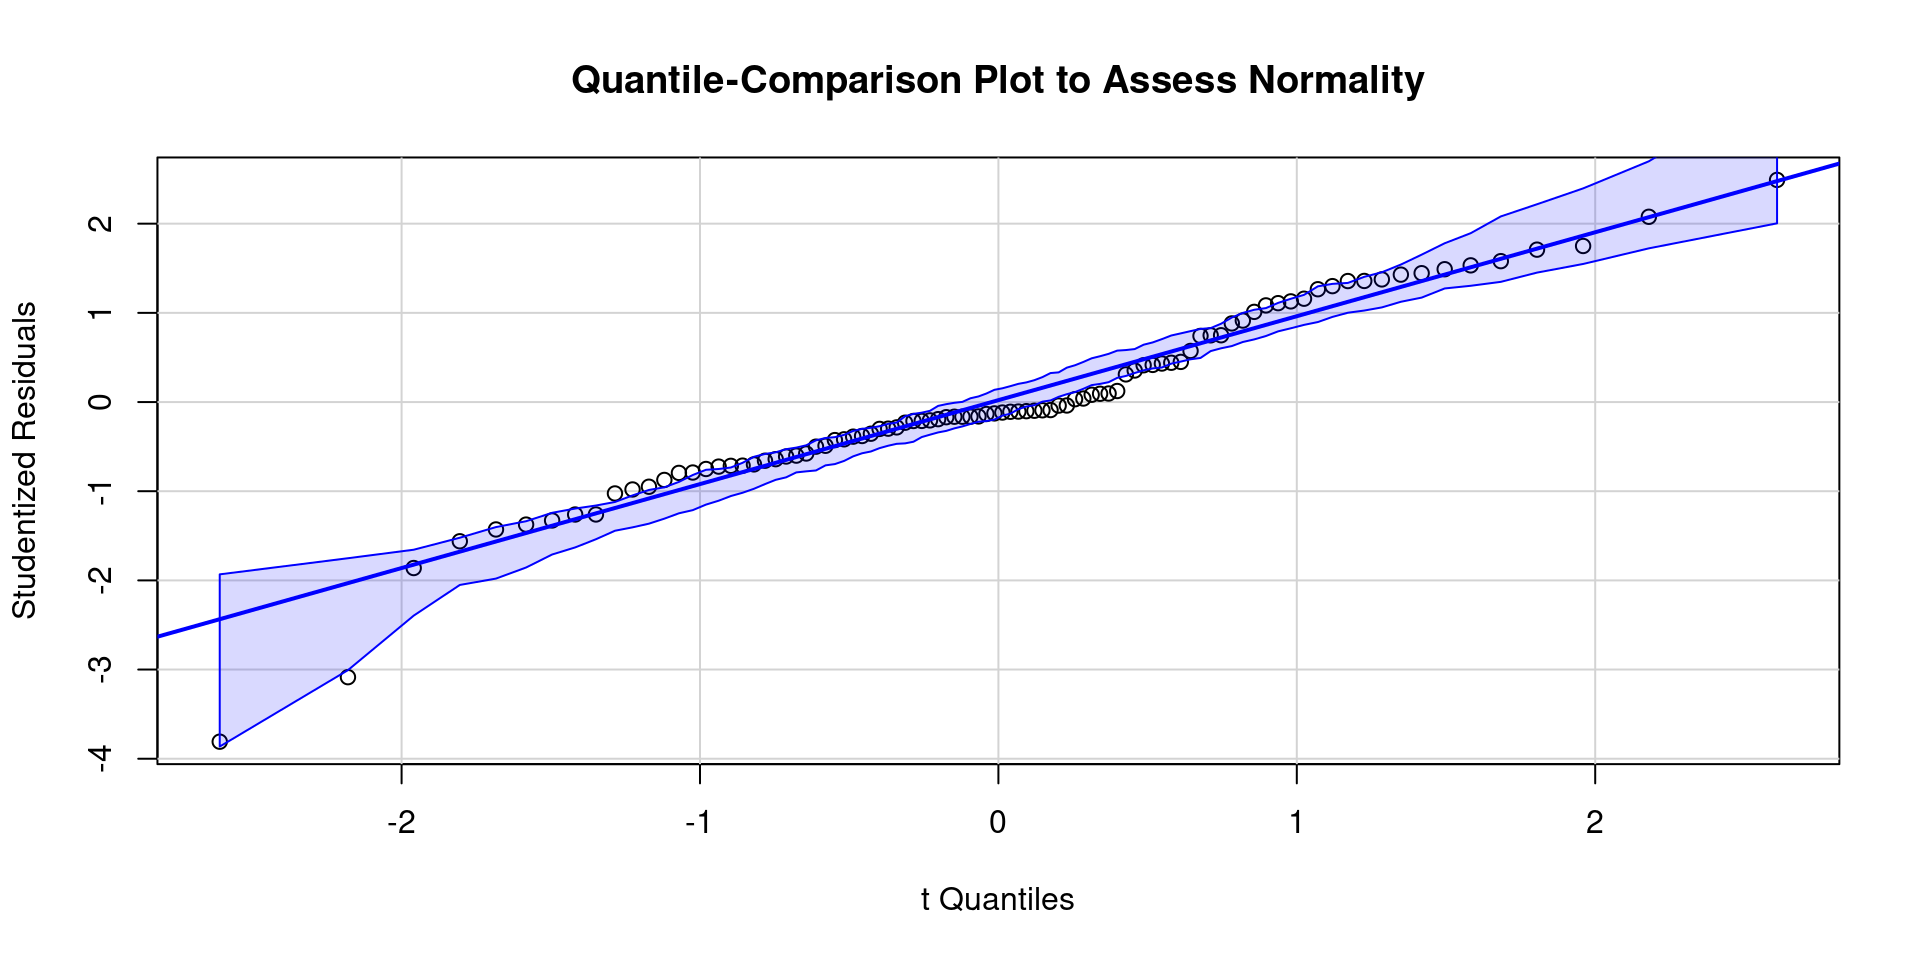 Quantile-Comparison Plot to Assess Normality
Studentized Residuals
2
1
0
-1
-2
-3
-4
-2 -1 0 1 2
t Quantiles